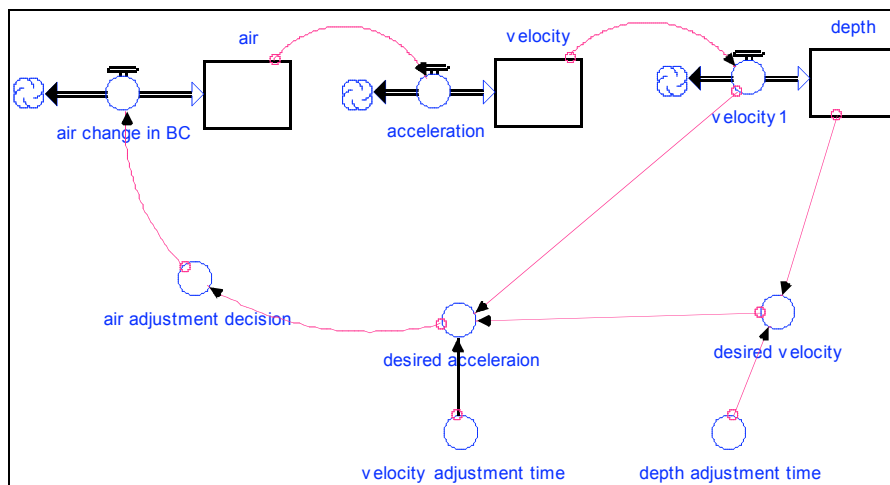 air
velocity
depth
air change in BC
acceleration
velocity 1
air adjustment decision
desired acceleraion
desired velocity
velocity adjustment time
depth adjustment time